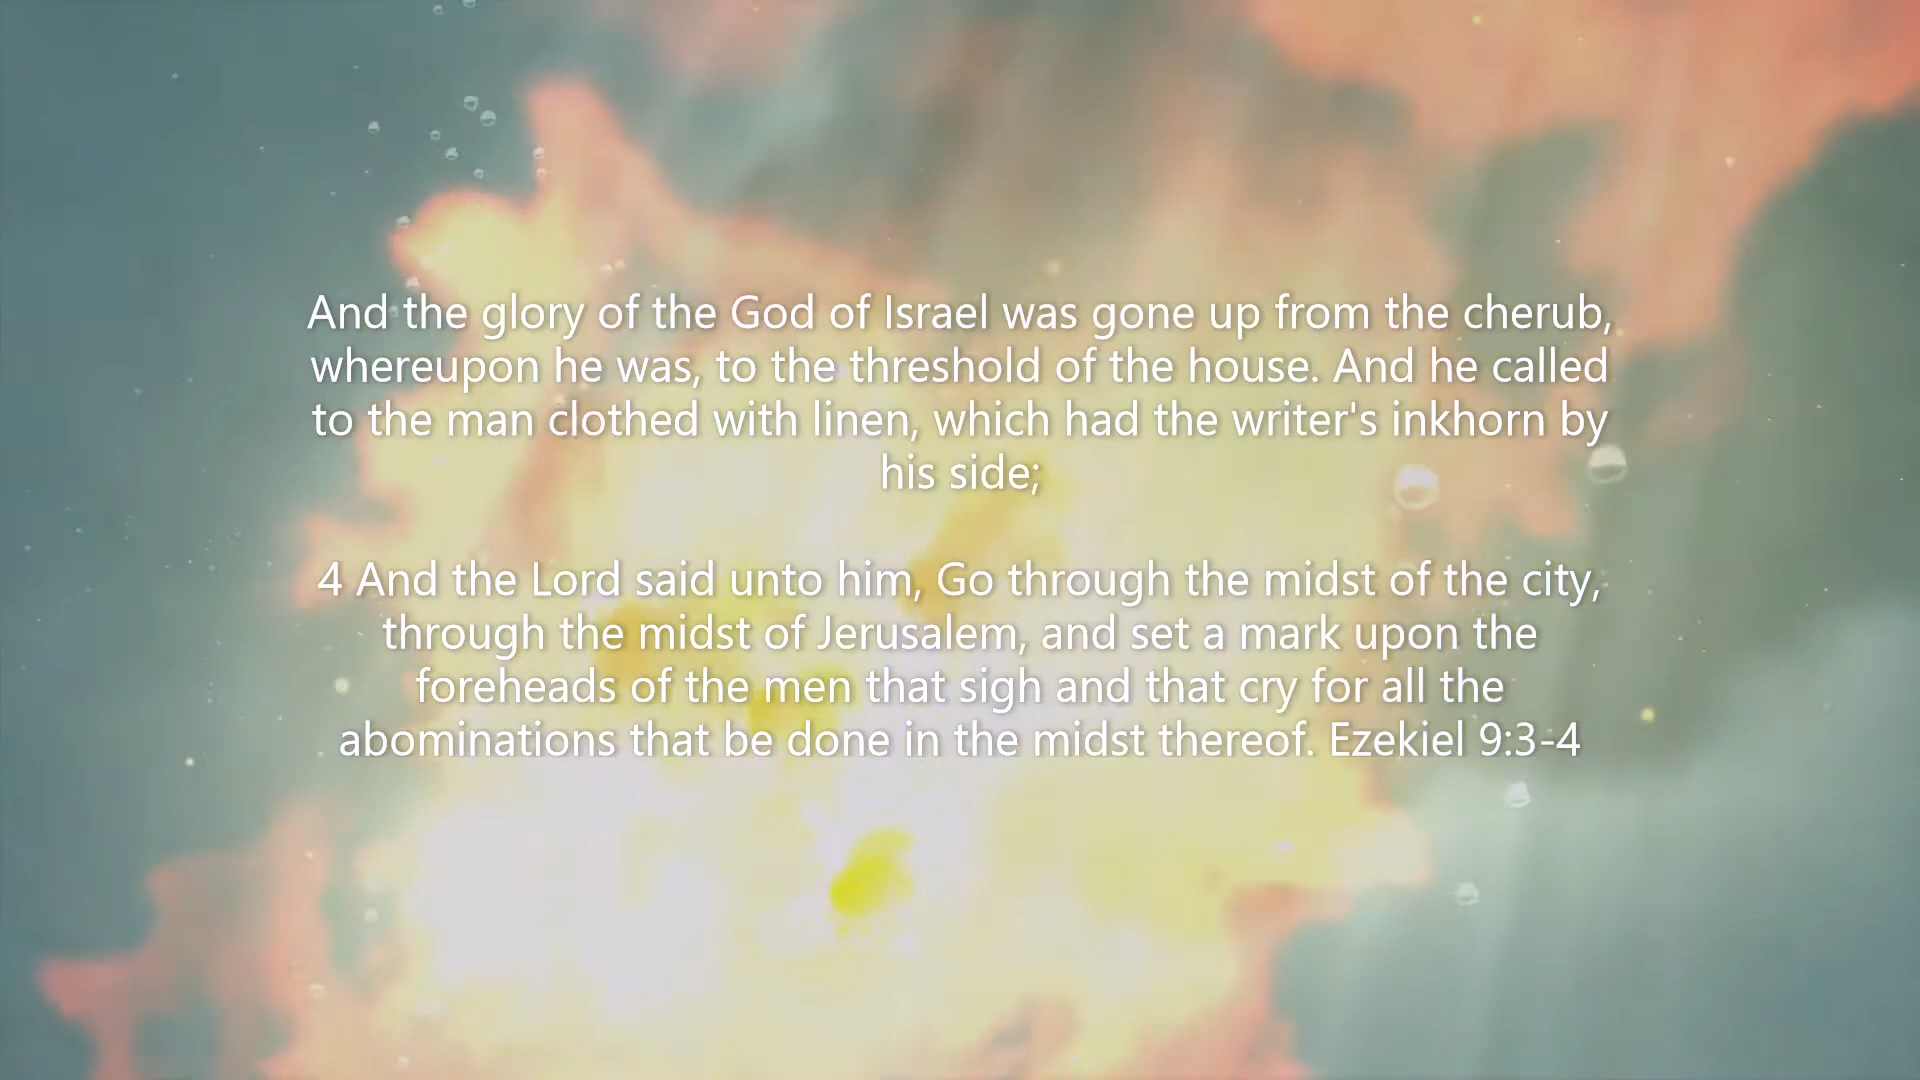 And the glory of the God of Israel was gone up from the cherub,
whereupon he was, to the threshold of the house. And he called
to the man clothed with linen, which had the writer's inkhorn by
his side;
4 And the Lord said unto him, Go through the midst of the city,
through the midst of Jerusalem, and set a mark upon the
foreheads of the men that sigh and that cry for all the
abominations that be done in the midst thereof. Ezekiel 9:3-4